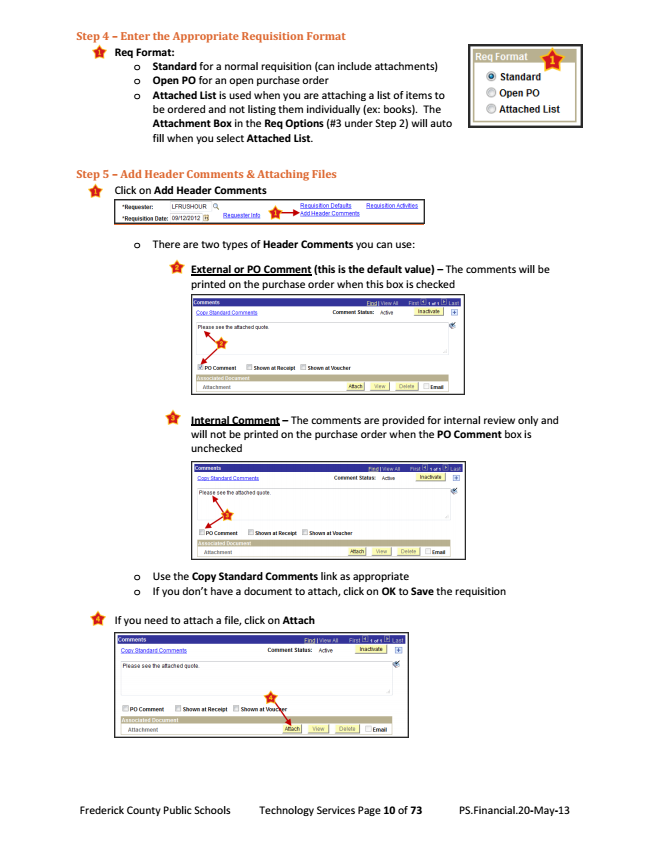 Step 4 – Enter the Appropriate Requisition Format
1 Req Format:
o Standard for a normal requisition (can include attachments)
o Open PO for an open purchase order
o Attached List is used when you are attaching a list of items to
be ordered and not listing them individually (ex: books). The
Attachment Box in the Req Options (#3 under Step 2) will auto
fill when you select Attached List.
Req Format 1
Standard
Open PO
Attached List
Step 5 – Add Header Comments & Attaching Files
1 Click on Add Header Comments
*Requester: LFRUSHOUR Requisition Defaults Requisition Activities
*Requisition Date: 09/12/2012 Requester Info 1 Add Header Comments
o There are two types of Header Comments you can use:
2 External or PO Comment (this is the default value) – The comments will be
printed on the purchase order when this box is checked
Comments Find | View All First 1 of 1 Last
Copy Standard Comments Comment Status: Active Inactivate
Please see the attached quote.
2
PO Comment Shown at Receipt Shown at Voucher
Associated Document
Attachment Attach View Delete Email
3 Internal Comment – The comments are provided for internal review only and
will not be printed on the purchase order when the PO Comment box is
unchecked
Comments Find | View All First 1 of 1 Last
Copy Standard Comments Comment Status: Active Inactivate
Please see the attached quote.
3
PO Comment Shown at Receipt Shown at Voucher
Associated Document
Attachment Attach View Delete Email
o Use the Copy Standard Comments link as appropriate
o If you don't have a document to attach, click on OK to Save the requisition
4 If you need to attach a file, click on Attach
Comments Find | View All First 1 of 1 Last
Copy Standard Comments Comment Status: Active Inactivate
Please see the attached quote.
4
PO Comment Shown at Receipt Shown at Voucher
Associated Document
Attachment Attach View Delete Email
Frederick County Public Schools Technology Services Page 10 of 73 PS.Financial.20-May-13